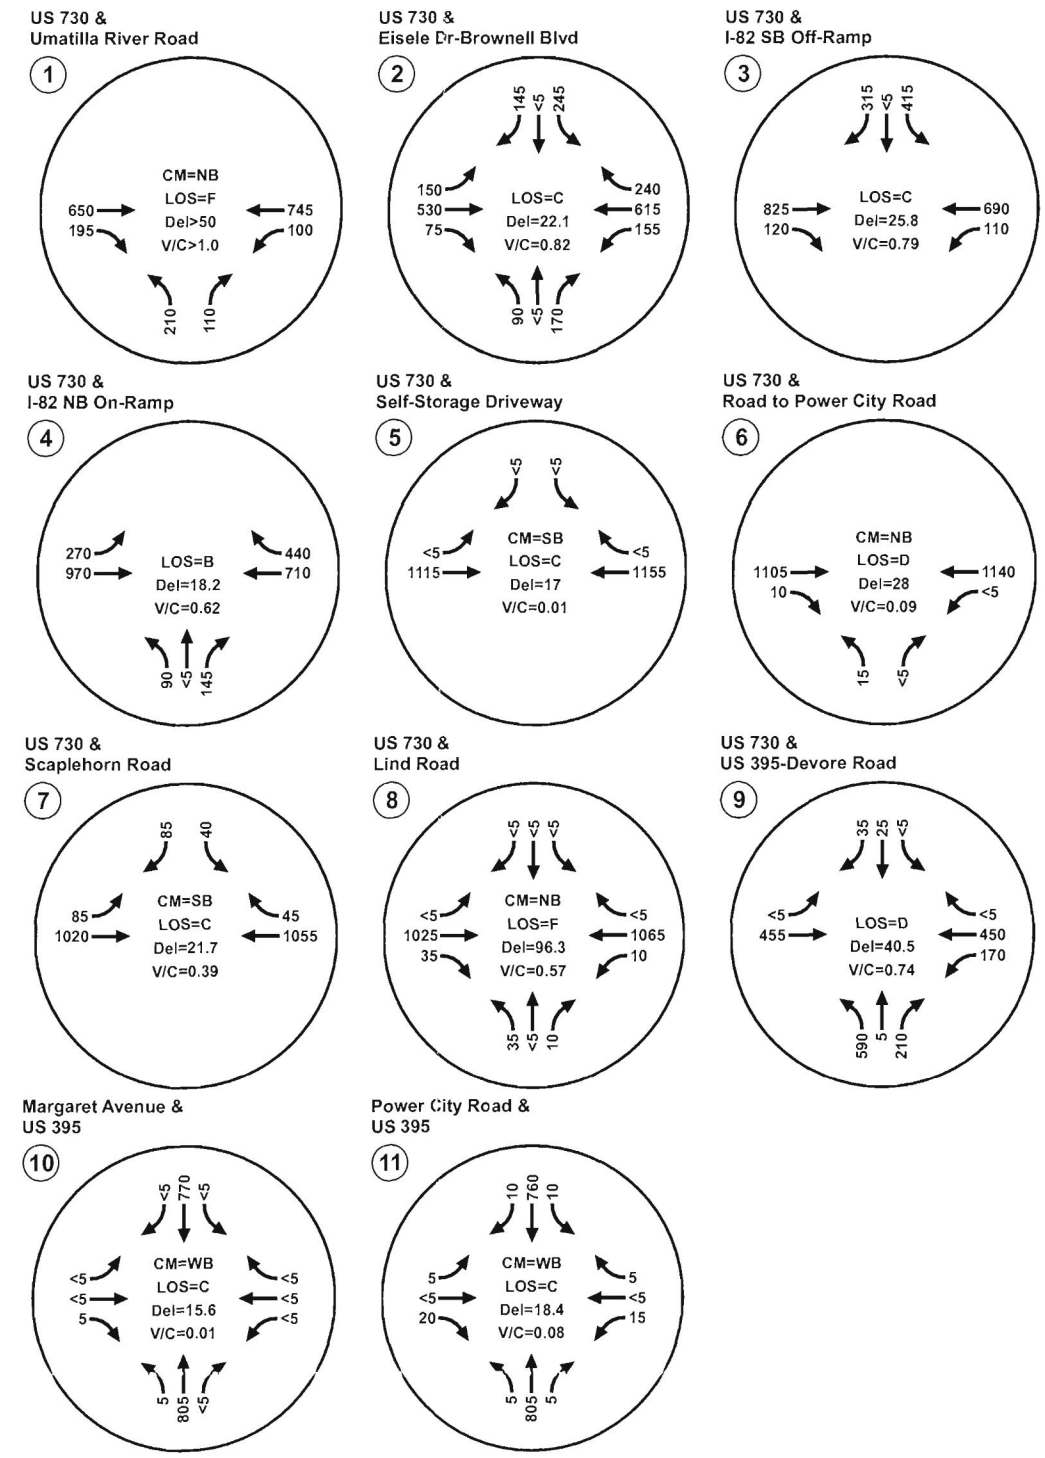 US 730 &
Umatilla River Road
1
CM=NB
LOS=F
Del>50
V/C>1.0
650
195
745
100
210
110
US 730 &
Eisele Dr-Brownell Blvd
2
145
<5
245
150
530
75
LOS=C
Del=22.1
V/C=0.82
240
615
155
90
<5
170
US 730 &
I-82 SB Off-Ramp
3
315
<5
415
825
120
LOS=C
Del=25.8
V/C=0.79
690
110
US 730 &
I-82 NB On-Ramp
4
270
970
LOS=B
Del=18.2
V/C=0.62
440
710
90
<5
145
US 730 &
Self-Storage Driveway
5
<5
<5
<5
1115
CM=SB
LOS=C
Del=17
V/C=0.01
<5
1155
US 730 &
Road to Power City Road
6
1105
10
CM=NB
LOS=D
Del=28
V/C=0.09
1140
<5
15
<5
US 730 &
Scaplehorn Road
7
85
40
85
1020
CM=SB
LOS=C
Del=21.7
V/C=0.39
45
1055
US 730 &
Lind Road
8
<5
<5
<5
<5
1025
35
CM=NB
LOS=F
Del=96.3
V/C=0.57
<5
1065
10
35
<5
10
US 730 &
US 395-Devore Road
9
35
25
<5
<5
455
LOS=D
Del=40.5
V/C=0.74
<5
450
170
590
5
210
Margaret Avenue &
US 395
10
<5
770
<5
<5
<5
5
CM=WB
LOS=C
Del=15.6
V/C=0.01
<5
<5
<5
5
805
<5
Power City Road &
US 395
11
10
760
10
5
<5
20
CM=WB
LOS=C
Del=18.4
V/C=0.08
5
<5
15
5
805
5